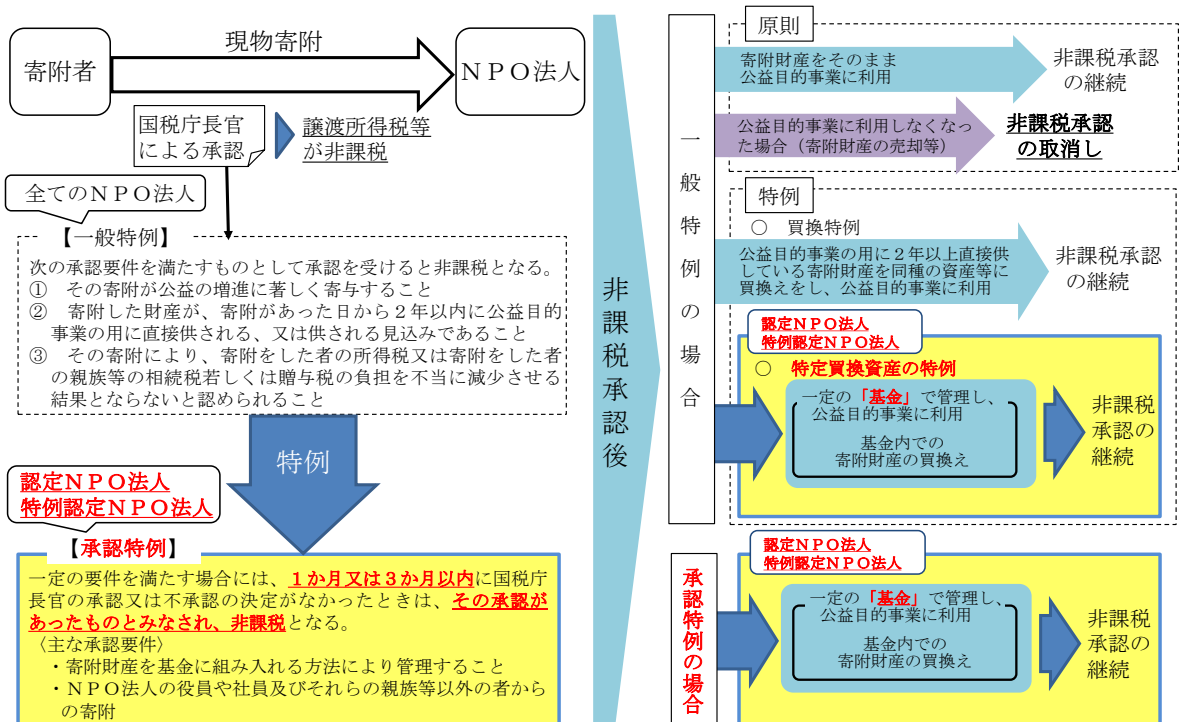 現物寄附
寄附者
ＮＰＯ法人
国税庁長官
による承認
譲渡所得税等
が非課税
全てのＮＰＯ法人
【一般特例】
次の承認要件を満たすものとして承認を受けると非課税となる。
①　その寄附が公益の増進に著しく寄与すること
②　寄附した財産が、寄附があった日から２年以内に公益目的
事業の用に直接供される、又は供される見込みであること
③　その寄附により、寄附をした者の所得税又は寄附をした者
の親族等の相続税若しくは贈与税の負担を不当に減少させる
結果とならないと認められること
特例
認定ＮＰＯ法人
特例認定ＮＰＯ法人
【承認特例】
一定の要件を満たす場合には、１か月又は３か月以内に国税庁
長官の承認又は不承認の決定がなかったときは、その承認が
あったものとみなされ、非課税となる。
〈主な承認要件〉
・寄附財産を基金に組み入れる方法により管理すること
・ＮＰＯ法人の役員や社員及びそれらの親族等以外の者から
の寄附
非課税承認後
一般特例の場合
原則
寄附財産をそのまま
公益目的事業に利用
非課税承認
の継続
公益目的事業に利用しなくなっ
た場合（寄附財産の売却等）
非課税承認
の取消し
特例
○　買換特例
公益目的事業の用に２年以上直接供
している寄附財産を同種の資産等に
買換えをし、公益目的事業に利用
非課税承認
の継続
認定ＮＰＯ法人
特例認定ＮＰＯ法人
○　特定買換資産の特例
一定の「基金」で管理し、
公益目的事業に利用
基金内での
寄附財産の買換え
非課税
承認の
継続
承認特例の場合
認定ＮＰＯ法人
特例認定ＮＰＯ法人
一定の「基金」で管理し、
公益目的事業に利用
基金内での
寄附財産の買換え
非課税
承認の
継続